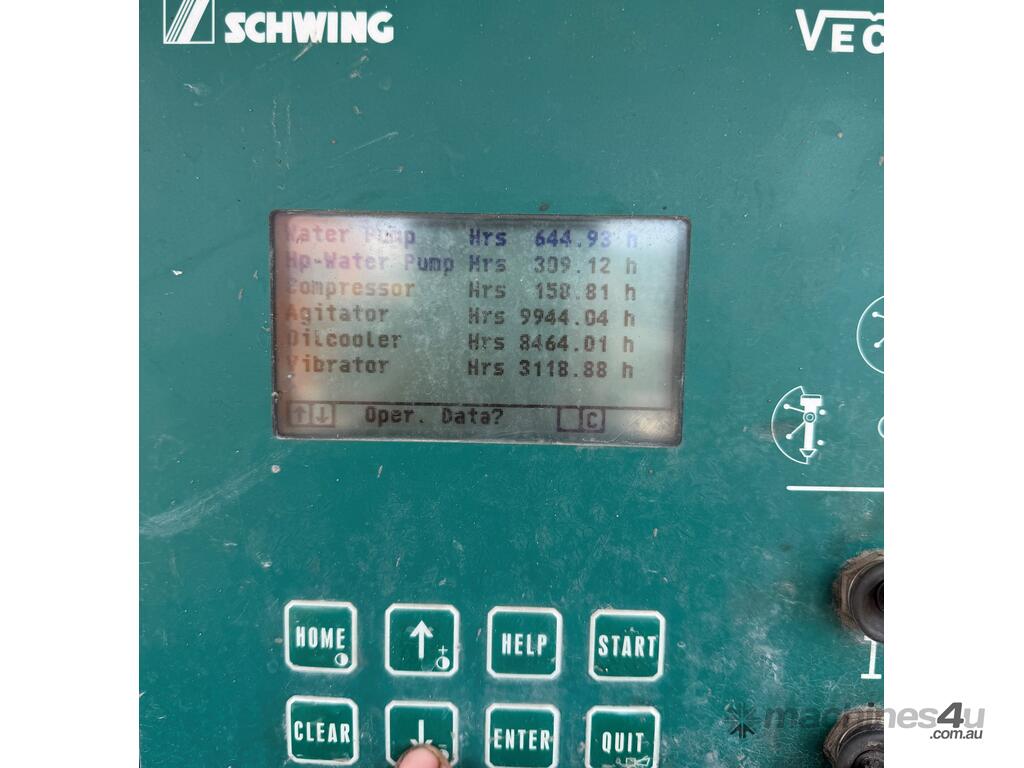 SCHWING
VEC
Water Pump Hrs 644.93 h
Hp-Water Pump Hrs 309.12 h
Compressor Hrs 158.81 h
Agitator Hrs 9944.04 h
Oilcooler Hrs 8464.01 h
Vibrator Hrs 3118.88 h
↑ ↓ Oper. Data? C
HOME ↑ + HELP START
1
CLEAR ↓ - ENTER QUIT
machines4u
.com.au